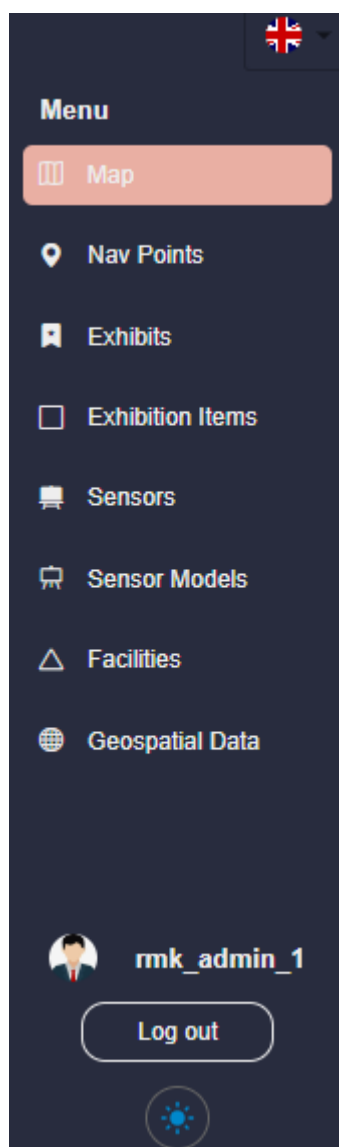 Menu
Map
Nav Points
Exhibits
Exhibition Items
Sensors
Sensor Models
Facilities
Geospatial Data
rmk_admin_1
Log out